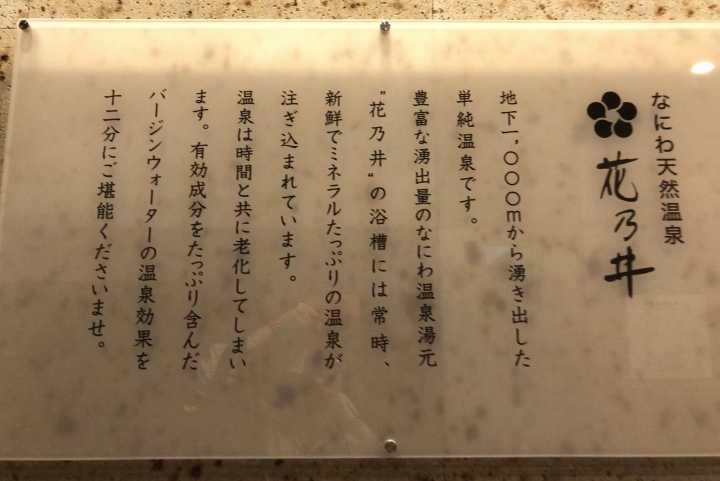 なにわ天然温泉
花乃井
地下一,〇〇〇mから湧き出した
単純温泉です。
豊富な湧出量のなにわ温泉湯元
"花乃井"の浴槽には常時、
新鮮でミネラルたっぷりの温泉が
注ぎ込まれています。
温泉は時間と共に老化してしまい
ます。有効成分をたっぷり含んだ
バージンウォーターの温泉効果を
十二分にご堪能くださいませ。